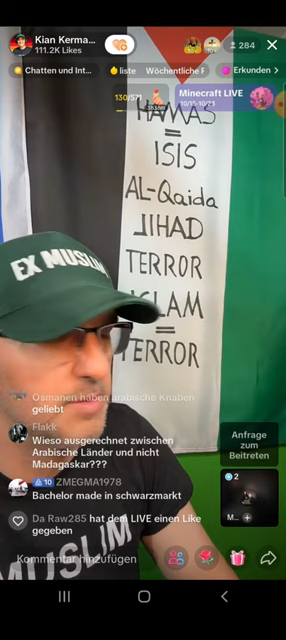 Kian Kerma...
111.2K Likes
284
Chatten und Int...
liste
Wöchentliche F
Erkunden >
130/571
Minecraft LIVE
10/15-10/23
HAMAS
=
ISIS
AL-Qaida
JIHAD
TERROR
ISLAM
=
TERROR
EX MUSLIM
Osmanen haben arabische Knaben
geliebt
Flakk
Wieso ausgerechnet zwischen
Arabische Länder und nicht
Madagaskar???
10 ZMEGMA1978
Bachelor made in schwarzmarkt
Da Raw285 hat dem LIVE einen Like
gegeben
Anfrage
zum
Beitreten
2
M... +
MUSLIM
Kommentar hinzufügen